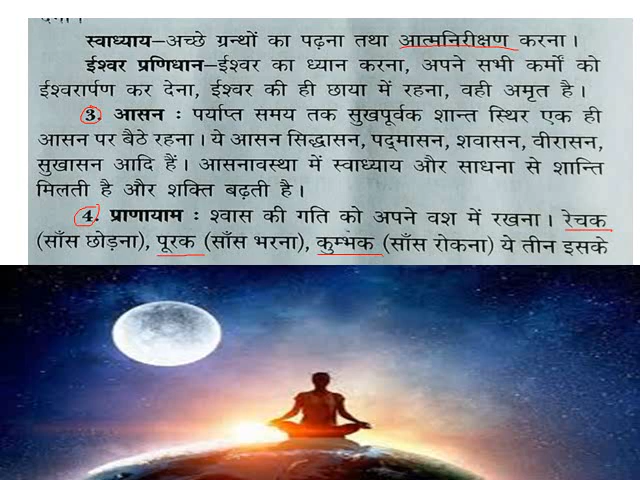 स्वाध्याय–अच्छे ग्रन्थों का पढ़ना तथा आत्मनिरीक्षण करना।
ईश्वर प्रणिधान–ईश्वर का ध्यान करना, अपने सभी कर्मों को
ईश्वरार्पण कर देना, ईश्वर की ही छाया में रहना, वही अमृत है।
3. आसन : पर्याप्त समय तक सुखपूर्वक शान्त स्थिर एक ही
आसन पर बैठे रहना। ये आसन सिद्धासन, पद्मासन, शवासन, वीरासन,
सुखासन आदि हैं। आसनावस्था में स्वाध्याय और साधना से शान्ति
मिलती है और शक्ति बढ़ती है।
4. प्राणायाम : श्वास की गति को अपने वश में रखना। रेचक
(साँस छोड़ना), पूरक (साँस भरना), कुम्भक (साँस रोकना) ये तीन इसके